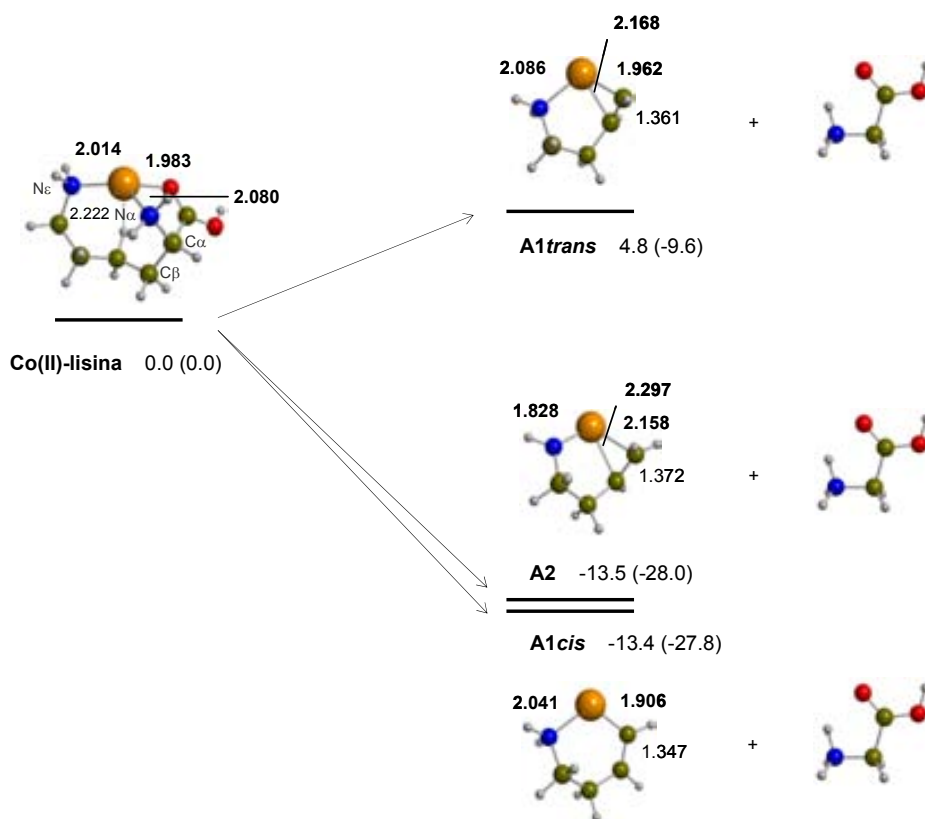 2.014
1.983
2.080
Nε
2.222
Nα
Cα
Cβ
Co(II)-lisina 0.0 (0.0)
2.168
2.086
1.962
1.361
+
A1trans 4.8 (-9.6)
2.297
1.828
2.158
1.372
+
A2 -13.5 (-28.0)
A1cis -13.4 (-27.8)
2.041
1.906
1.347
+